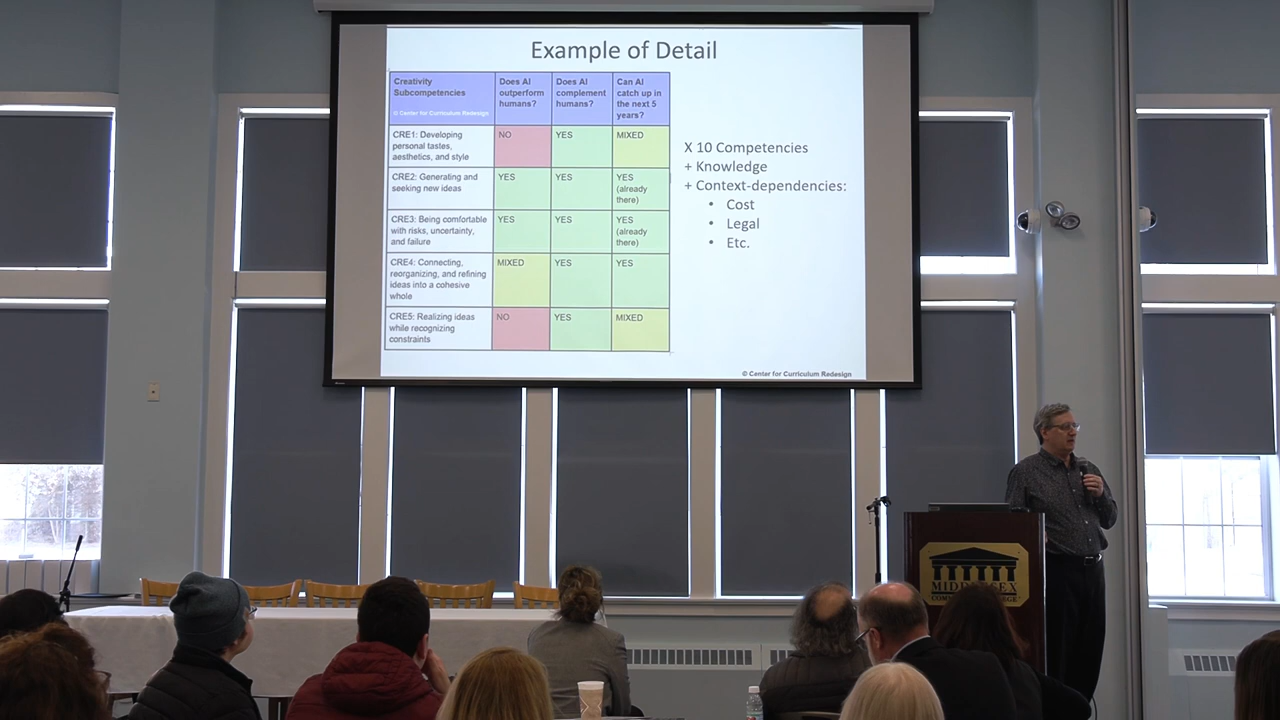 Example of Detail
Creativity
Subcompetencies
© Center for Curriculum Redesign
Does AI
outperform
humans?
Does AI
complement
humans?
Can AI
catch up in
the next 5
years?
CRE1: Developing
personal tastes,
aesthetics, and style
NO
YES
MIXED
CRE2: Generating and
seeking new ideas
YES
YES
YES
(already
there)
CRE3: Being comfortable
with risks, uncertainty,
and failure
YES
YES
YES
(already
there)
CRE4: Connecting,
reorganizing, and refining
ideas into a cohesive
whole
MIXED
YES
YES
CRE5: Realizing ideas
while recognizing
constraints
NO
YES
MIXED
X 10 Competencies
+ Knowledge
+ Context-dependencies:
• Cost
• Legal
• Etc.
© Center for Curriculum Redesign
MIDDLESEX